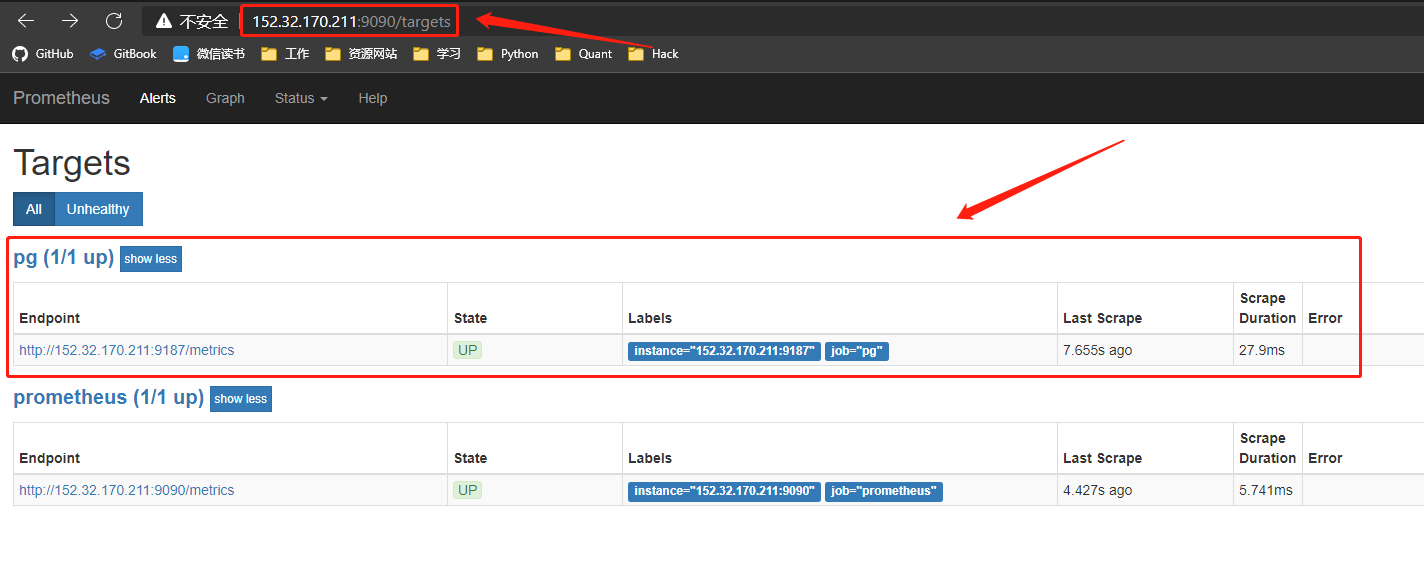 不安全 152.32.170.211:9090/targets
GitHub GitBook 微信读书 工作 资源网站 学习 Python Quant Hack
Prometheus Alerts Graph Status Help
Targets
All Unhealthy
pg (1/1 up) show less
Endpoint State Labels Last Scrape Scrape Duration Error
http://152.32.170.211:9187/metrics UP instance="152.32.170.211:9187" job="pg" 7.655s ago 27.9ms
prometheus (1/1 up) show less
Endpoint State Labels Last Scrape Scrape Duration Error
http://152.32.170.211:9090/metrics UP instance="152.32.170.211:9090" job="prometheus" 4.427s ago 5.741ms